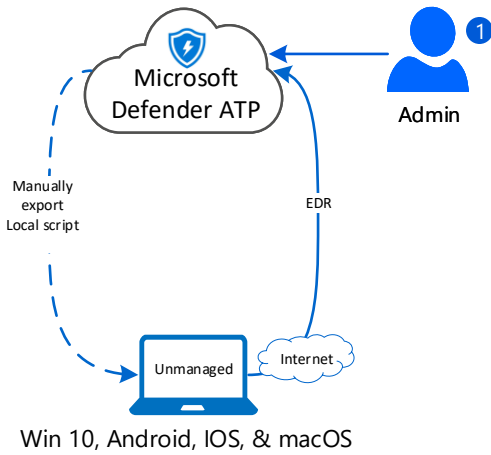 1
Microsoft
Defender ATP
Admin
Manually
export
Local script
EDR
Unmanaged
Internet
Win 10, Android, IOS, & macOS